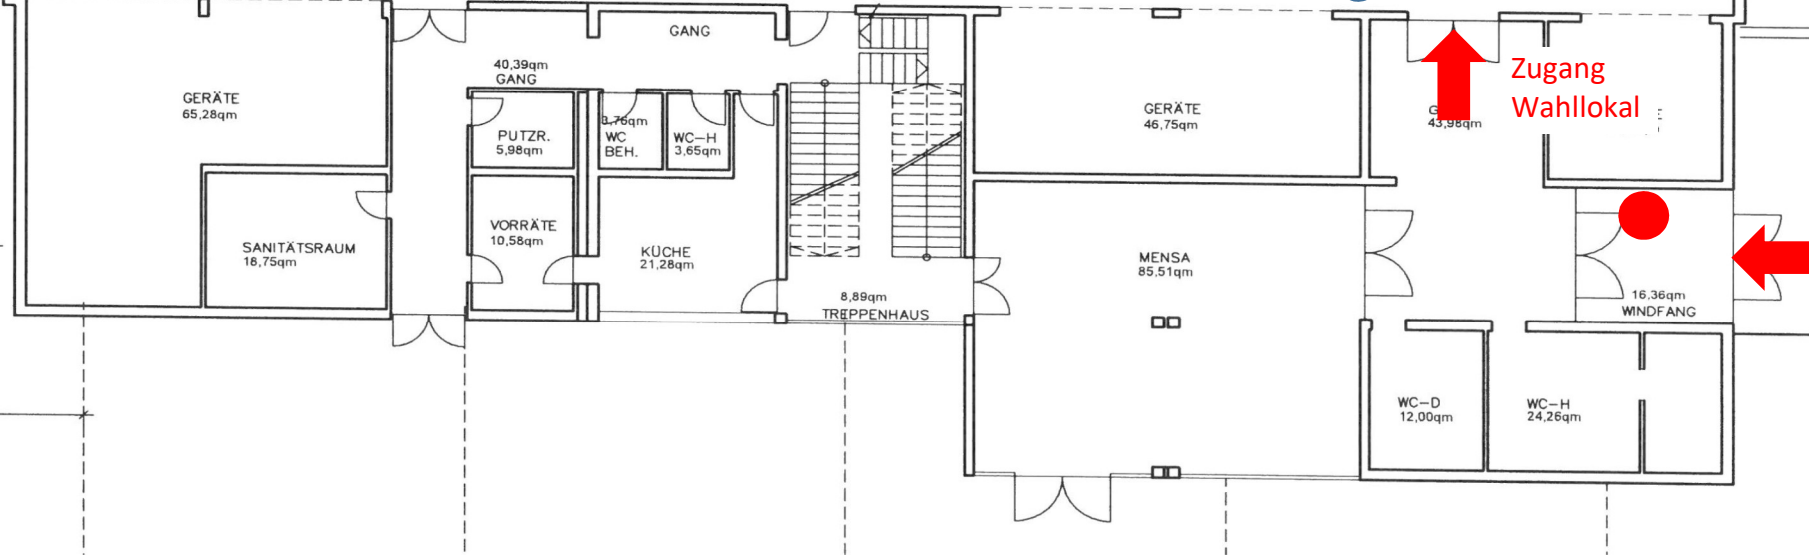 GANG
40,39qm
GANG
GERÄTE
65,28qm
PUTZR.
5,98qm
3,76qm
WC
BEH.
WC-H
3,65qm
SANITÄTSRAUM
18,75qm
VORRÄTE
10,58qm
KÜCHE
21,28qm
8,89qm
TREPPENHAUS
GERÄTE
46,75qm
MENSA
85,51qm
43,98qm
Zugang
Wahllokal
16,36qm
WINDFANG
WC-D
12,00qm
WC-H
24,26qm